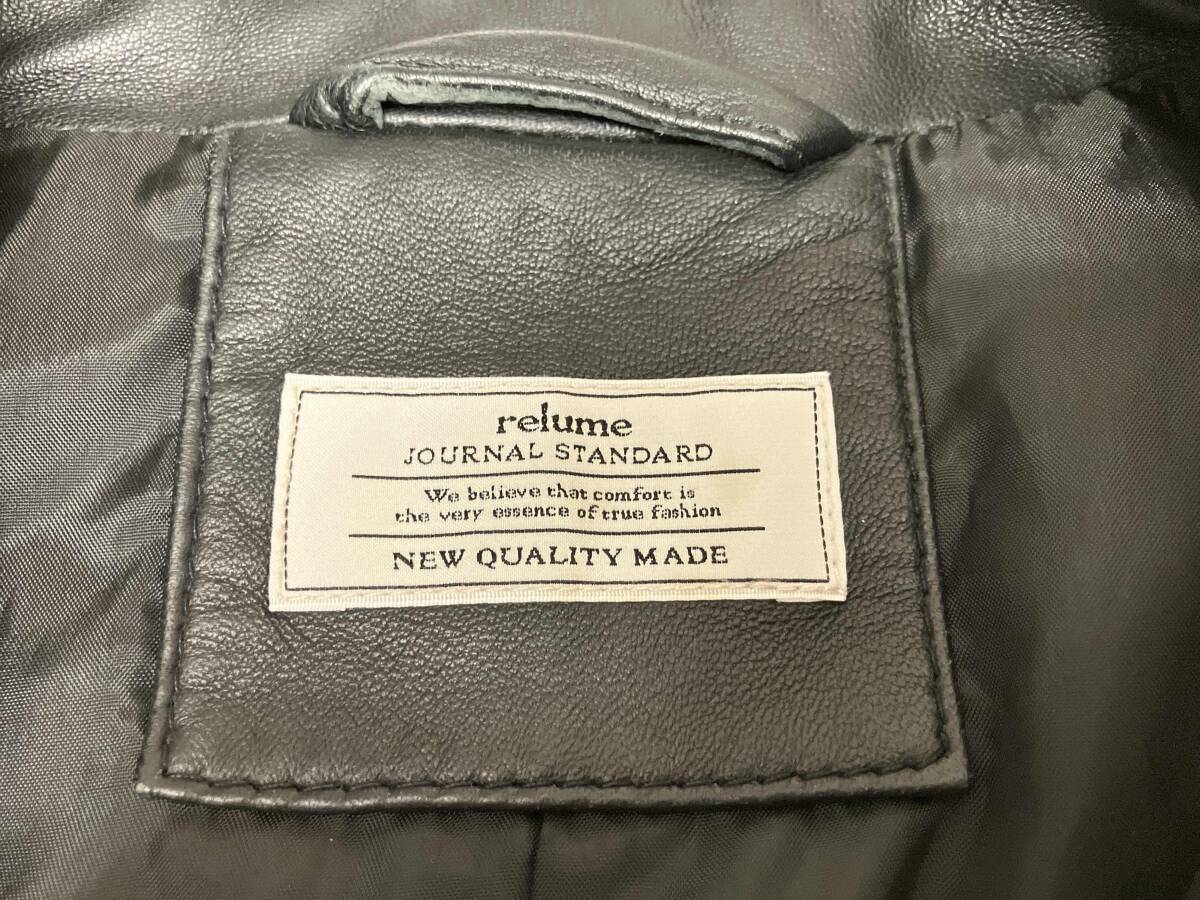 relume
JOURNAL STANDARD
We believe that comfort is
the very essence of true fashion
NEW QUALITY MADE